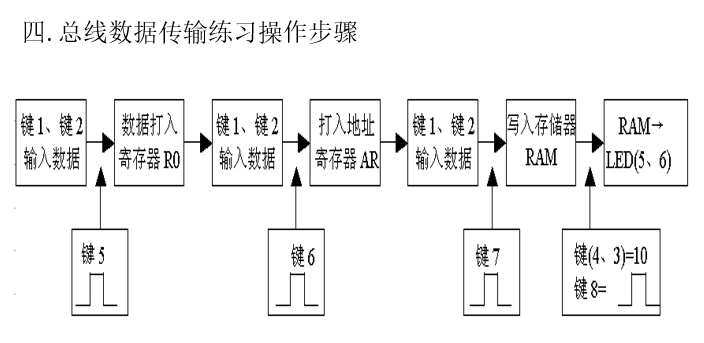 四.总线数据传输练习操作步骤
键1、键2
输入数据
数据打入
寄存器 R0
键1、键2
输入数据
打入地址
寄存器 AR
键1、键2
输入数据
写入存储器
RAM
RAM→
LED(5、6)
键 5
键 6
键 7
键(4、3)=10
键 8=